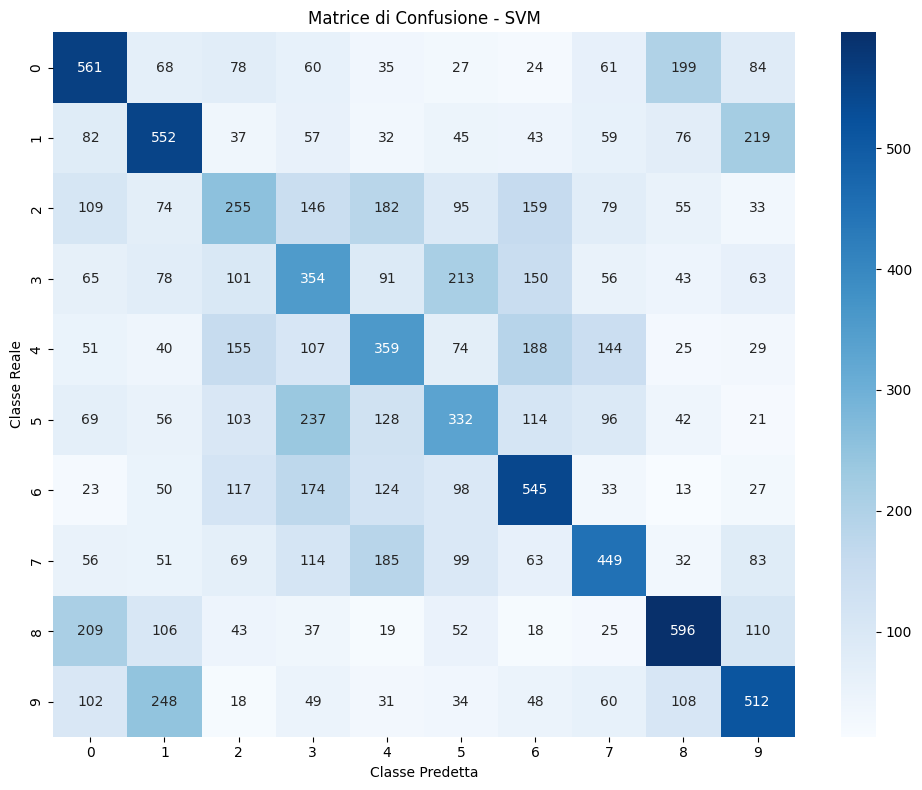 Matrice di Confusione - SVM
0 561 68 78 60 35 27 24 61 199 84
1 82 552 37 57 32 45 43 59 76 219
2 109 74 255 146 182 95 159 79 55 33
3 65 78 101 354 91 213 150 56 43 63
4 51 40 155 107 359 74 188 144 25 29
5 69 56 103 237 128 332 114 96 42 21
6 23 50 117 174 124 98 545 33 13 27
7 56 51 69 114 185 99 63 449 32 83
8 209 106 43 37 19 52 18 25 596 110
9 102 248 18 49 31 34 48 60 108 512
0 1 2 3 4 5 6 7 8 9
Classe Predetta
Classe Reale
500
400
300
200
100